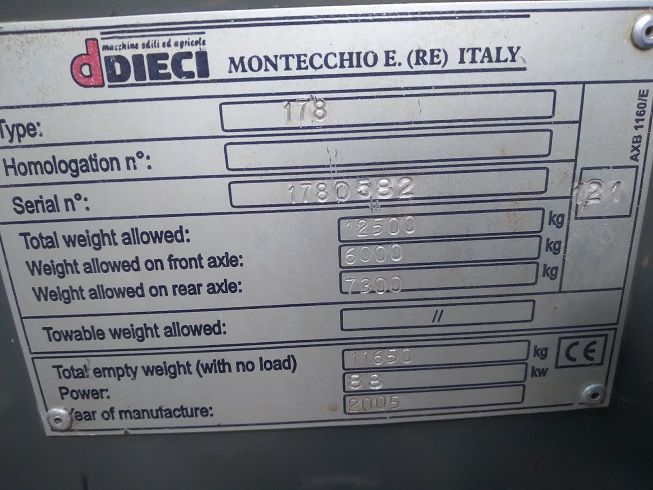 macchine edili ed agricole
dDIECI MONTECCHIO E. (RE) ITALY
Type: 178
AXB 1160/E
Homologation n°:
Serial n°: 1780582 121
Total weight allowed: 12500 kg
Weight allowed on front axle: 6000 kg
Weight allowed on rear axle: 7300 kg
Towable weight allowed: //
Total empty weight (with no load) 11650 kg CE
Power: 88 kw
Year of manufacture: 2005